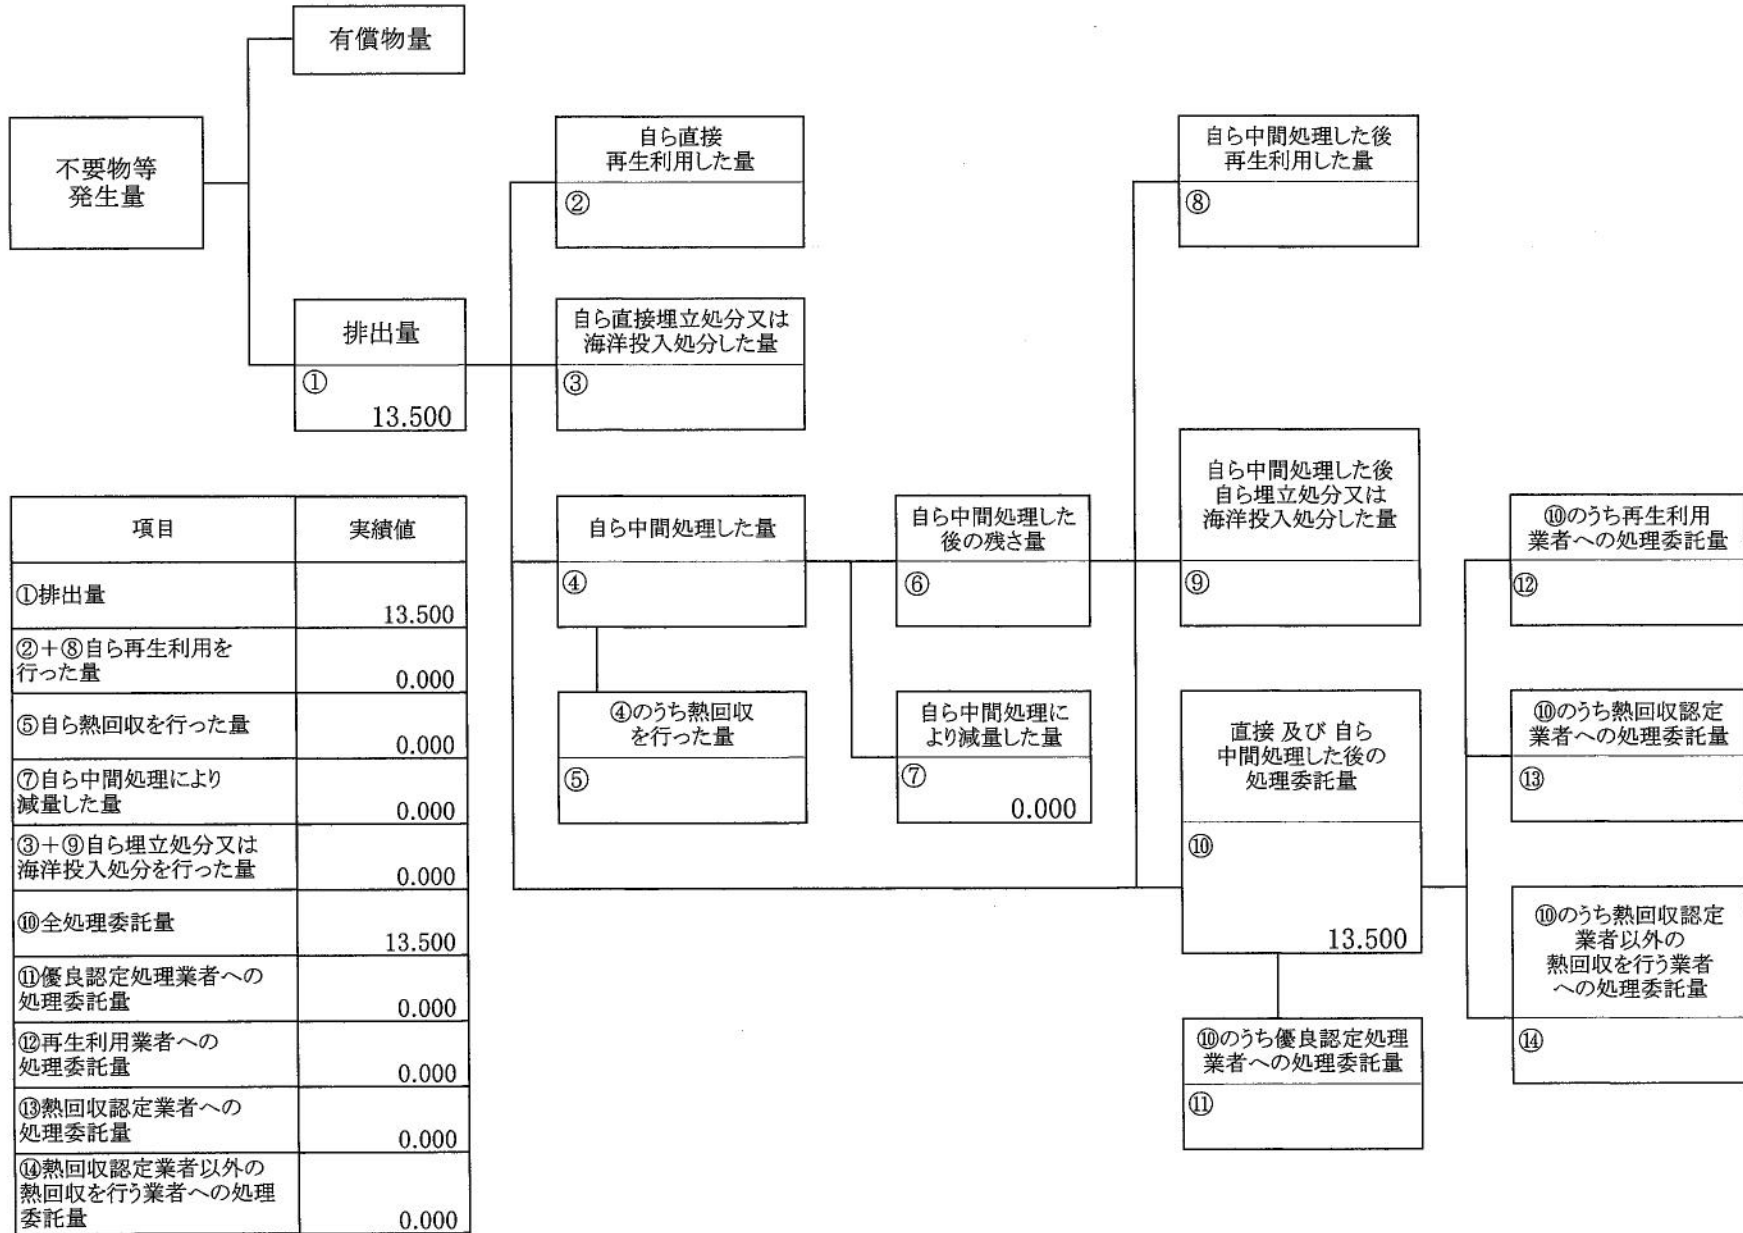 有償物量
不要物等
発生量
自ら直接
再生利用した量
②
自ら中間処理した後
再生利用した量
⑧
排出量
①
13.500
自ら直接埋立処分又は
海洋投入処分した量
③
自ら中間処理した量
④
自ら中間処理した
後の残さ量
⑥
自ら中間処理した後
自ら埋立処分又は
海洋投入処分した量
⑨
⑩のうち再生利用
業者への処理委託量
⑫
④のうち熱回収
を行った量
⑤
自ら中間処理に
より減量した量
⑦
0.000
直接 及び 自ら
中間処理した後の
処理委託量
⑩
13.500
⑩のうち熱回収認定
業者への処理委託量
⑬
⑩のうち熱回収認定
業者以外の
熱回収を行う業者
への処理委託量
⑭
⑩のうち優良認定処理
業者への処理委託量
⑪
項目 実績値
①排出量
13.500
②+⑧自ら再生利用を
行った量
0.000
⑤自ら熱回収を行った量
0.000
⑦自ら中間処理により
減量した量
0.000
③+⑨自ら埋立処分又は
海洋投入処分を行った量
0.000
⑩全処理委託量
13.500
⑪優良認定処理業者への
処理委託量
0.000
⑫再生利用業者への
処理委託量
0.000
⑬熱回収認定業者への
処理委託量
0.000
⑭熱回収認定業者以外の
熱回収を行う業者への処理
委託量
0.000